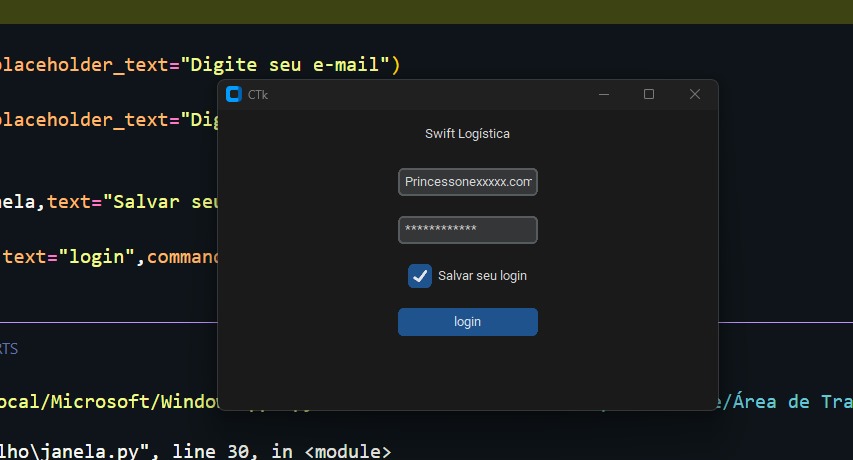 placeholder_text="Digite seu e-mail")
CTk
placeholder_text="Dig
Swift Logística
Princessonexxxxx.com
nela,text="Salvar seu
************
text="login",command
Salvar seu login
login
RTS
ocal/Microsoft/Window
e/Área de Tra
lho\janela.py", line 30, in <module>